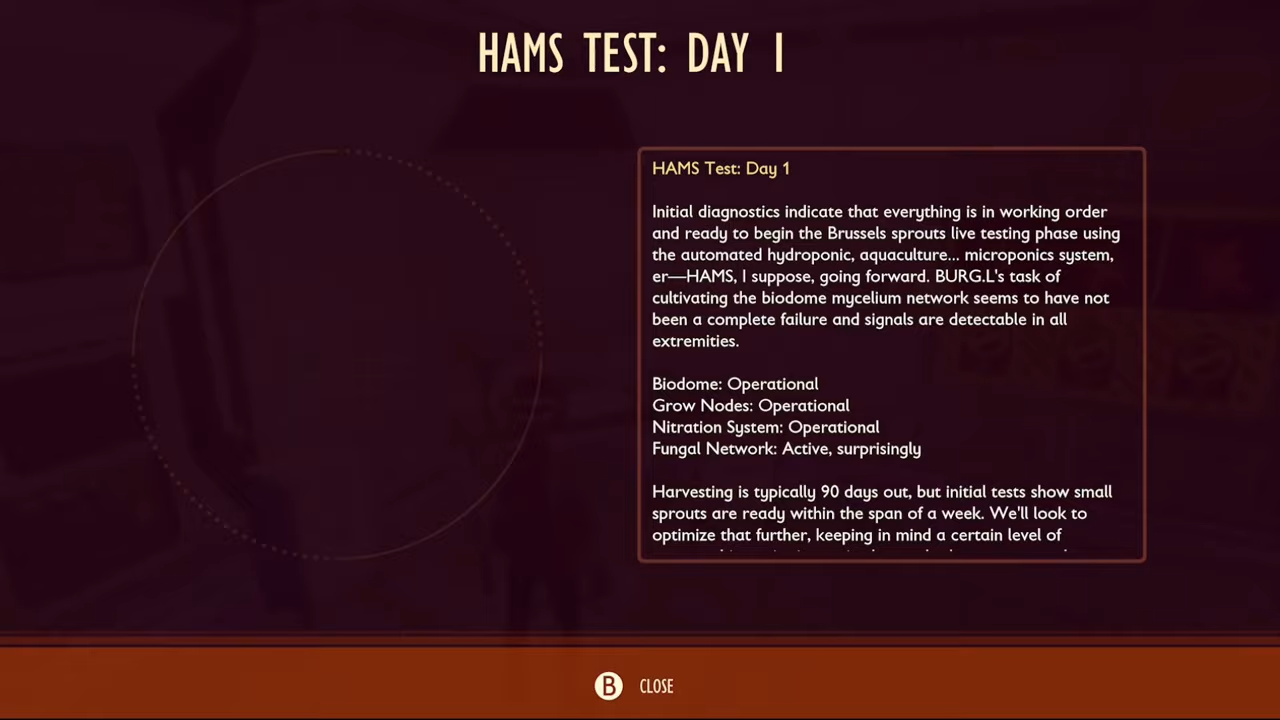 HAMS TEST: DAY 1
HAMS Test: Day 1
Initial diagnostics indicate that everything is in working order
and ready to begin the Brussels sprouts live testing phase using
the automated hydroponic, aquaculture... microponics system,
er—HAMS, I suppose, going forward. BURG.L's task of
cultivating the biodome mycelium network seems to have not
been a complete failure and signals are detectable in all
extremities.
Biodome: Operational
Grow Nodes: Operational
Nitration System: Operational
Fungal Network: Active, surprisingly
Harvesting is typically 90 days out, but initial tests show small
sprouts are ready within the span of a week. We'll look to
optimize that further, keeping in mind a certain level of
B CLOSE